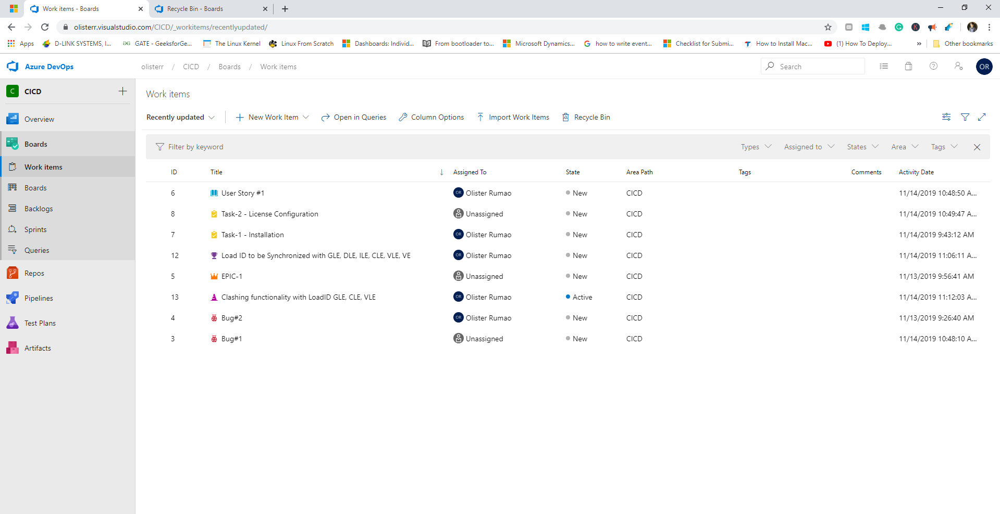 Work items - Boards
Recycle Bin - Boards
olisterr.visualstudio.com/CICD/_workitems/recentlyupdated/
Apps D-LINK SYSTEMS, I... GATE - GeeksforGe... The Linux Kernel Linux From Scratch Dashboards: Individ... From bootloader to... Microsoft Dynamics... how to write event... Checklist for Submi... How to Install Mac... (1) How To Deploy... » Other bookmarks
Azure DevOps olisterr / CICD / Boards / Work items Search OR
C CICD
Overview
Boards
Work items
Boards
Backlogs
Sprints
Queries
Repos
Pipelines
Test Plans
Artifacts
Work items
Recently updated New Work Item Open in Queries Column Options Import Work Items Recycle Bin
Filter by keyword Types Assigned to States Area Tags
ID Title Assigned To State Area Path Tags Comments Activity Date
6 User Story #1 OR Olister Rumao New CICD 11/14/2019 10:48:50 A...
8 Task-2 - License Configuration Unassigned New CICD 11/14/2019 10:49:47 A...
7 Task-1 - Installation OR Olister Rumao New CICD 11/14/2019 9:43:12 AM
12 Load ID to be Synchronized with GLE, DLE, ILE, CLE, VLE, VE OR Olister Rumao New CICD 11/14/2019 11:06:11 A...
5 EPIC-1 Unassigned New CICD 11/13/2019 9:56:41 AM
13 Clashing functionality with LoadID GLE, CLE, VLE OR Olister Rumao Active CICD 11/14/2019 11:12:03 A...
4 Bug#2 OR Olister Rumao New CICD 11/13/2019 9:26:40 AM
3 Bug#1 Unassigned New CICD 11/14/2019 10:48:10 A...